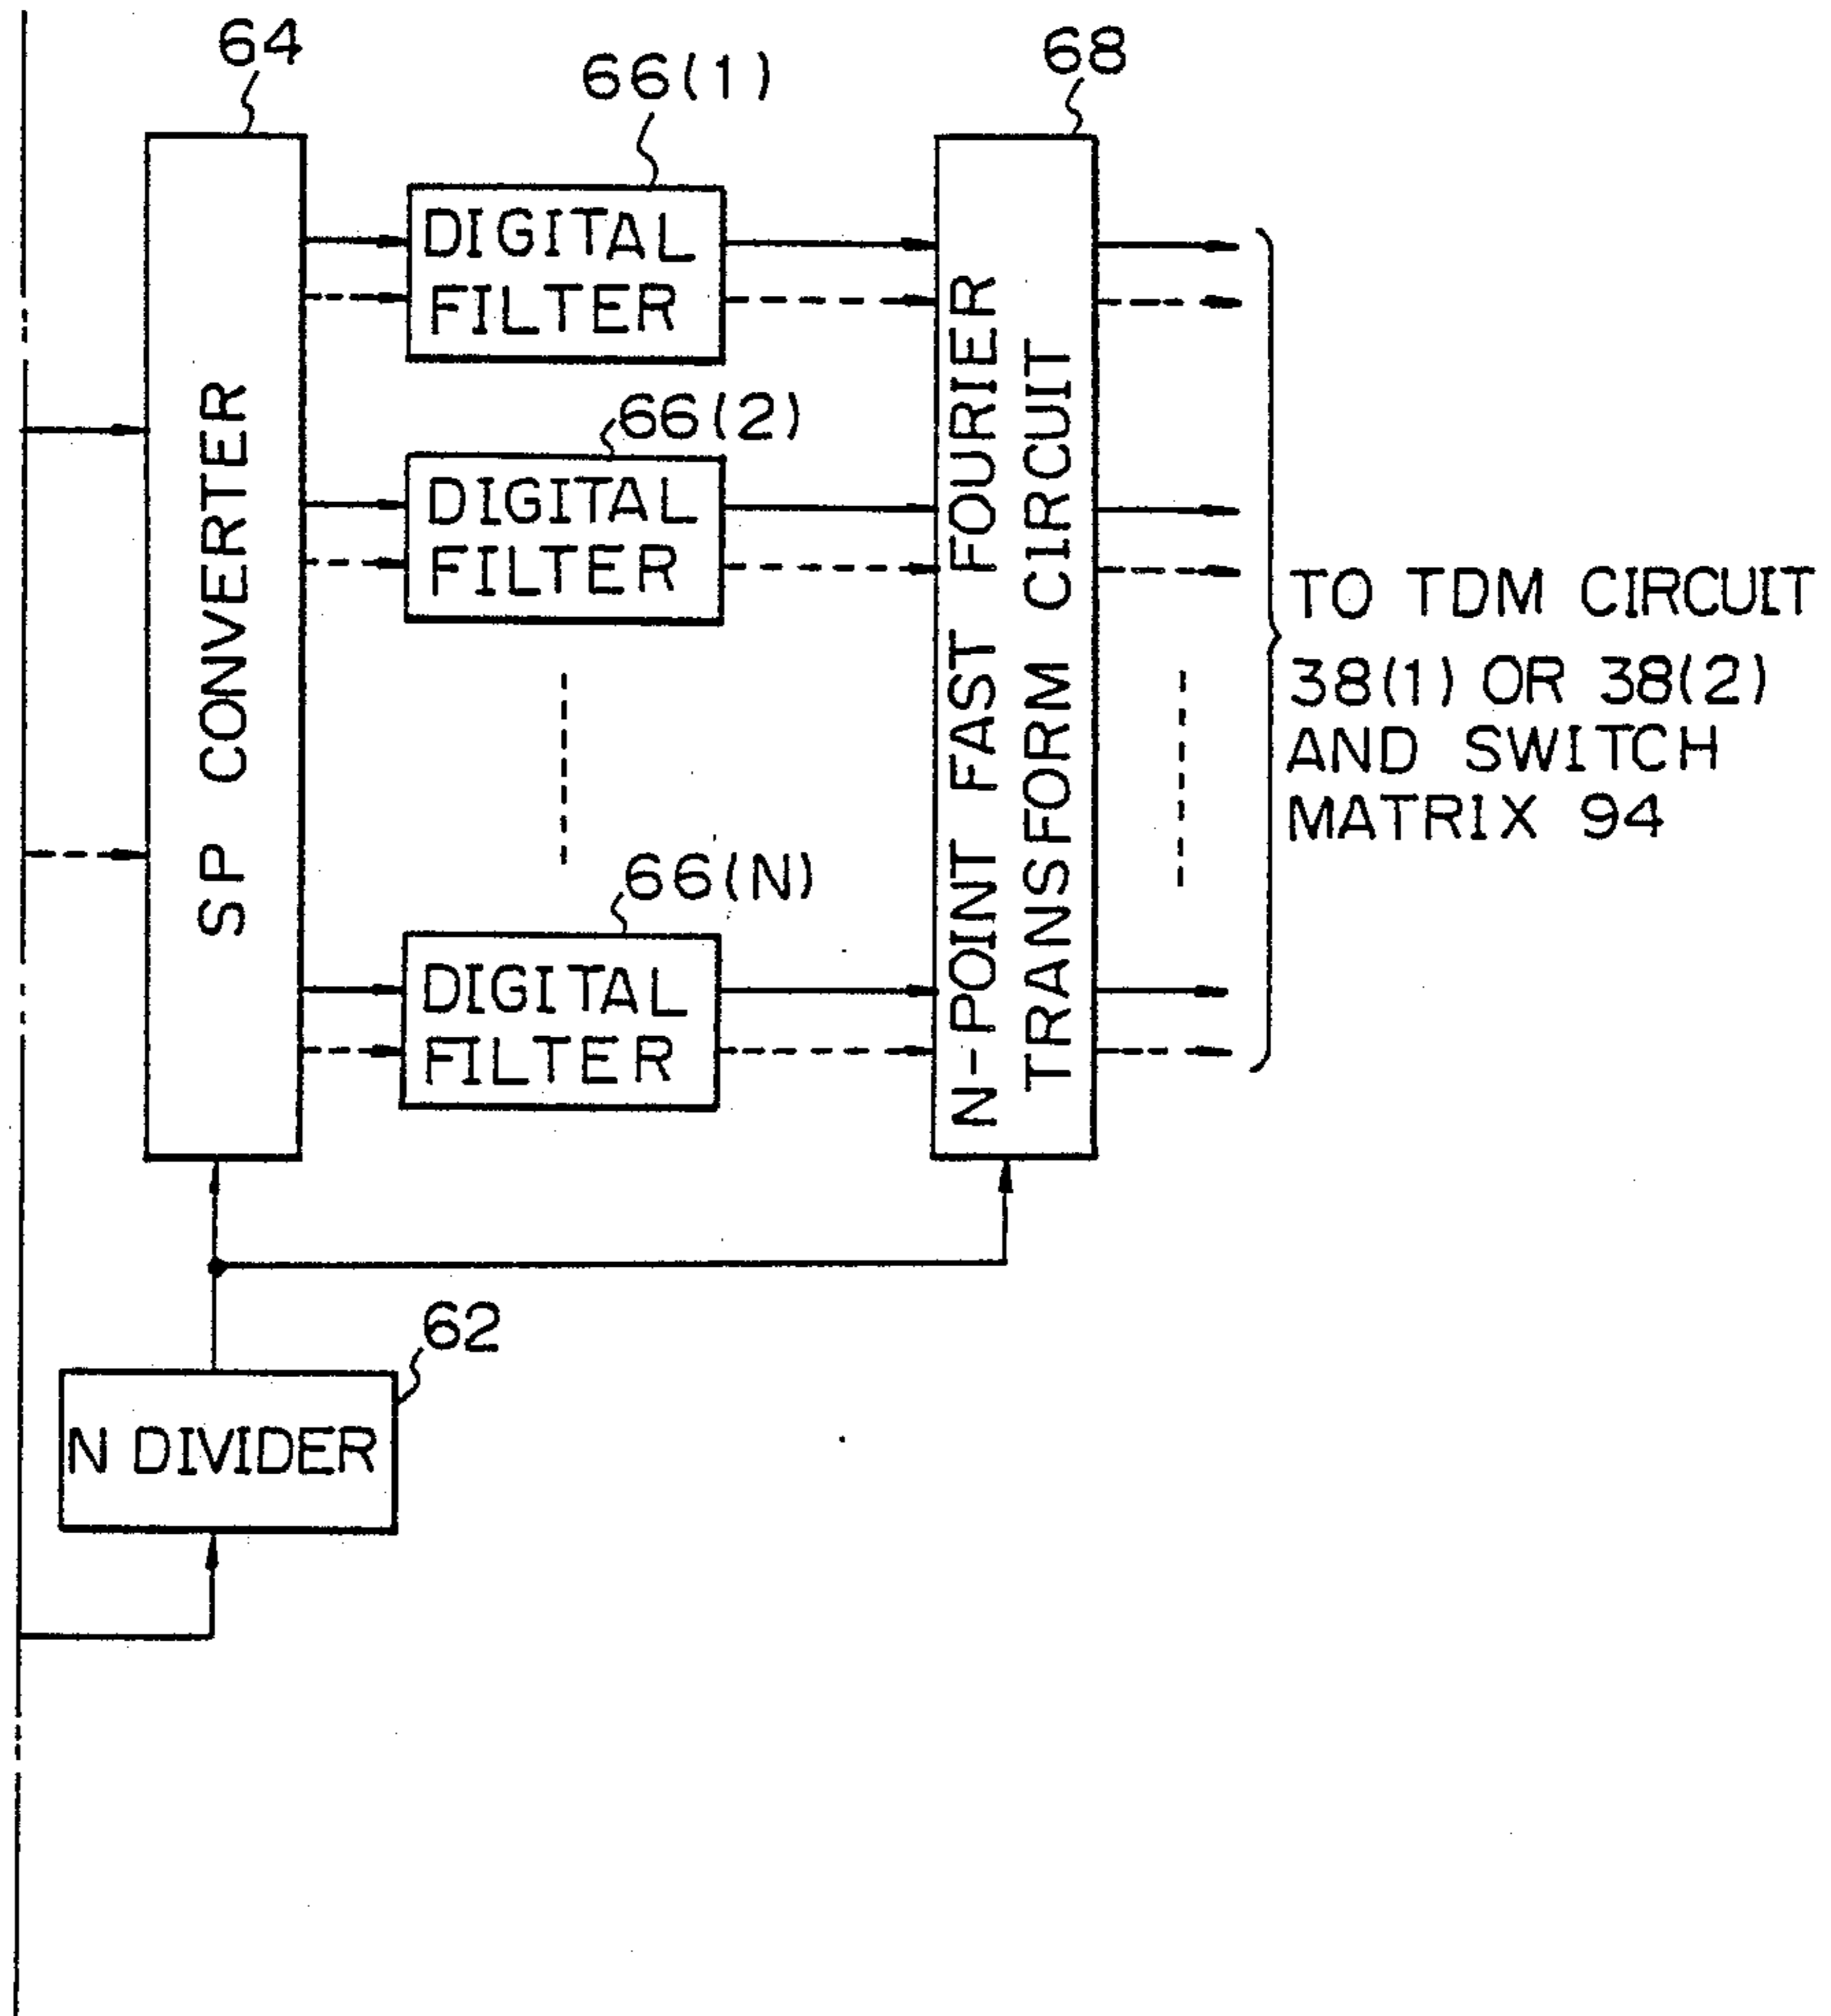 64
66(1)
68
DIGITAL
FILTER
SP CONVERTER
66(2)
DIGITAL
FILTER
66(N)
DIGITAL
FILTER
N-POINT FAST FOURIER
TRANSFORM CIRCUIT
TO TDM CIRCUIT
38(1) OR 38(2)
AND SWITCH
MATRIX 94
62
N DIVIDER